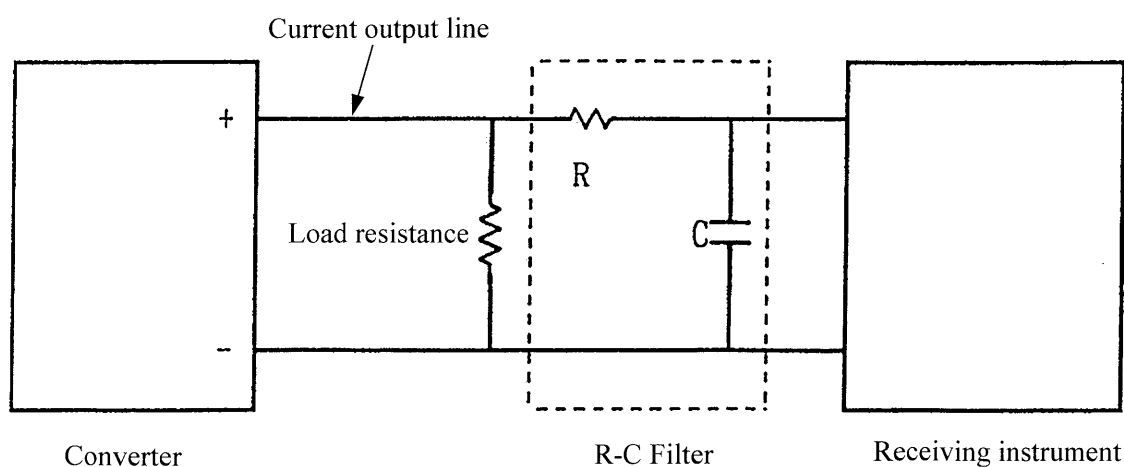 Current output line
+
R
Load resistance
C
-
Converter
R-C Filter
Receiving instrument